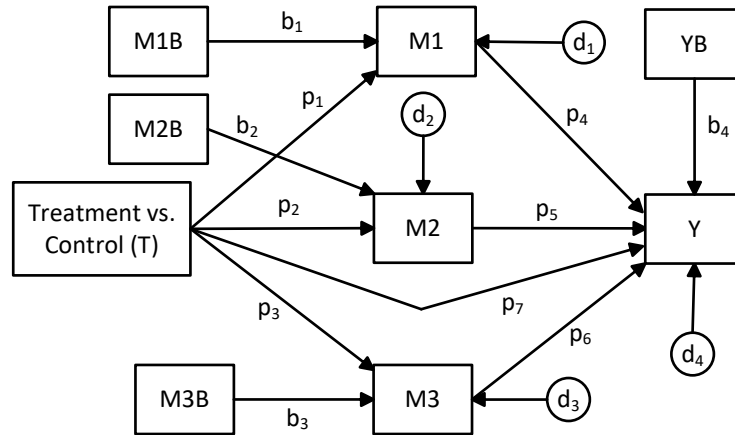 M1B
b₁
M1
d₁
YB
p₁
M2B
b₂
d₂
p₄
b₄
Treatment vs.
Control (T)
p₂
M2
p₅
Y
p₃
p₇
p₆
d₄
M3B
b₃
M3
d₃